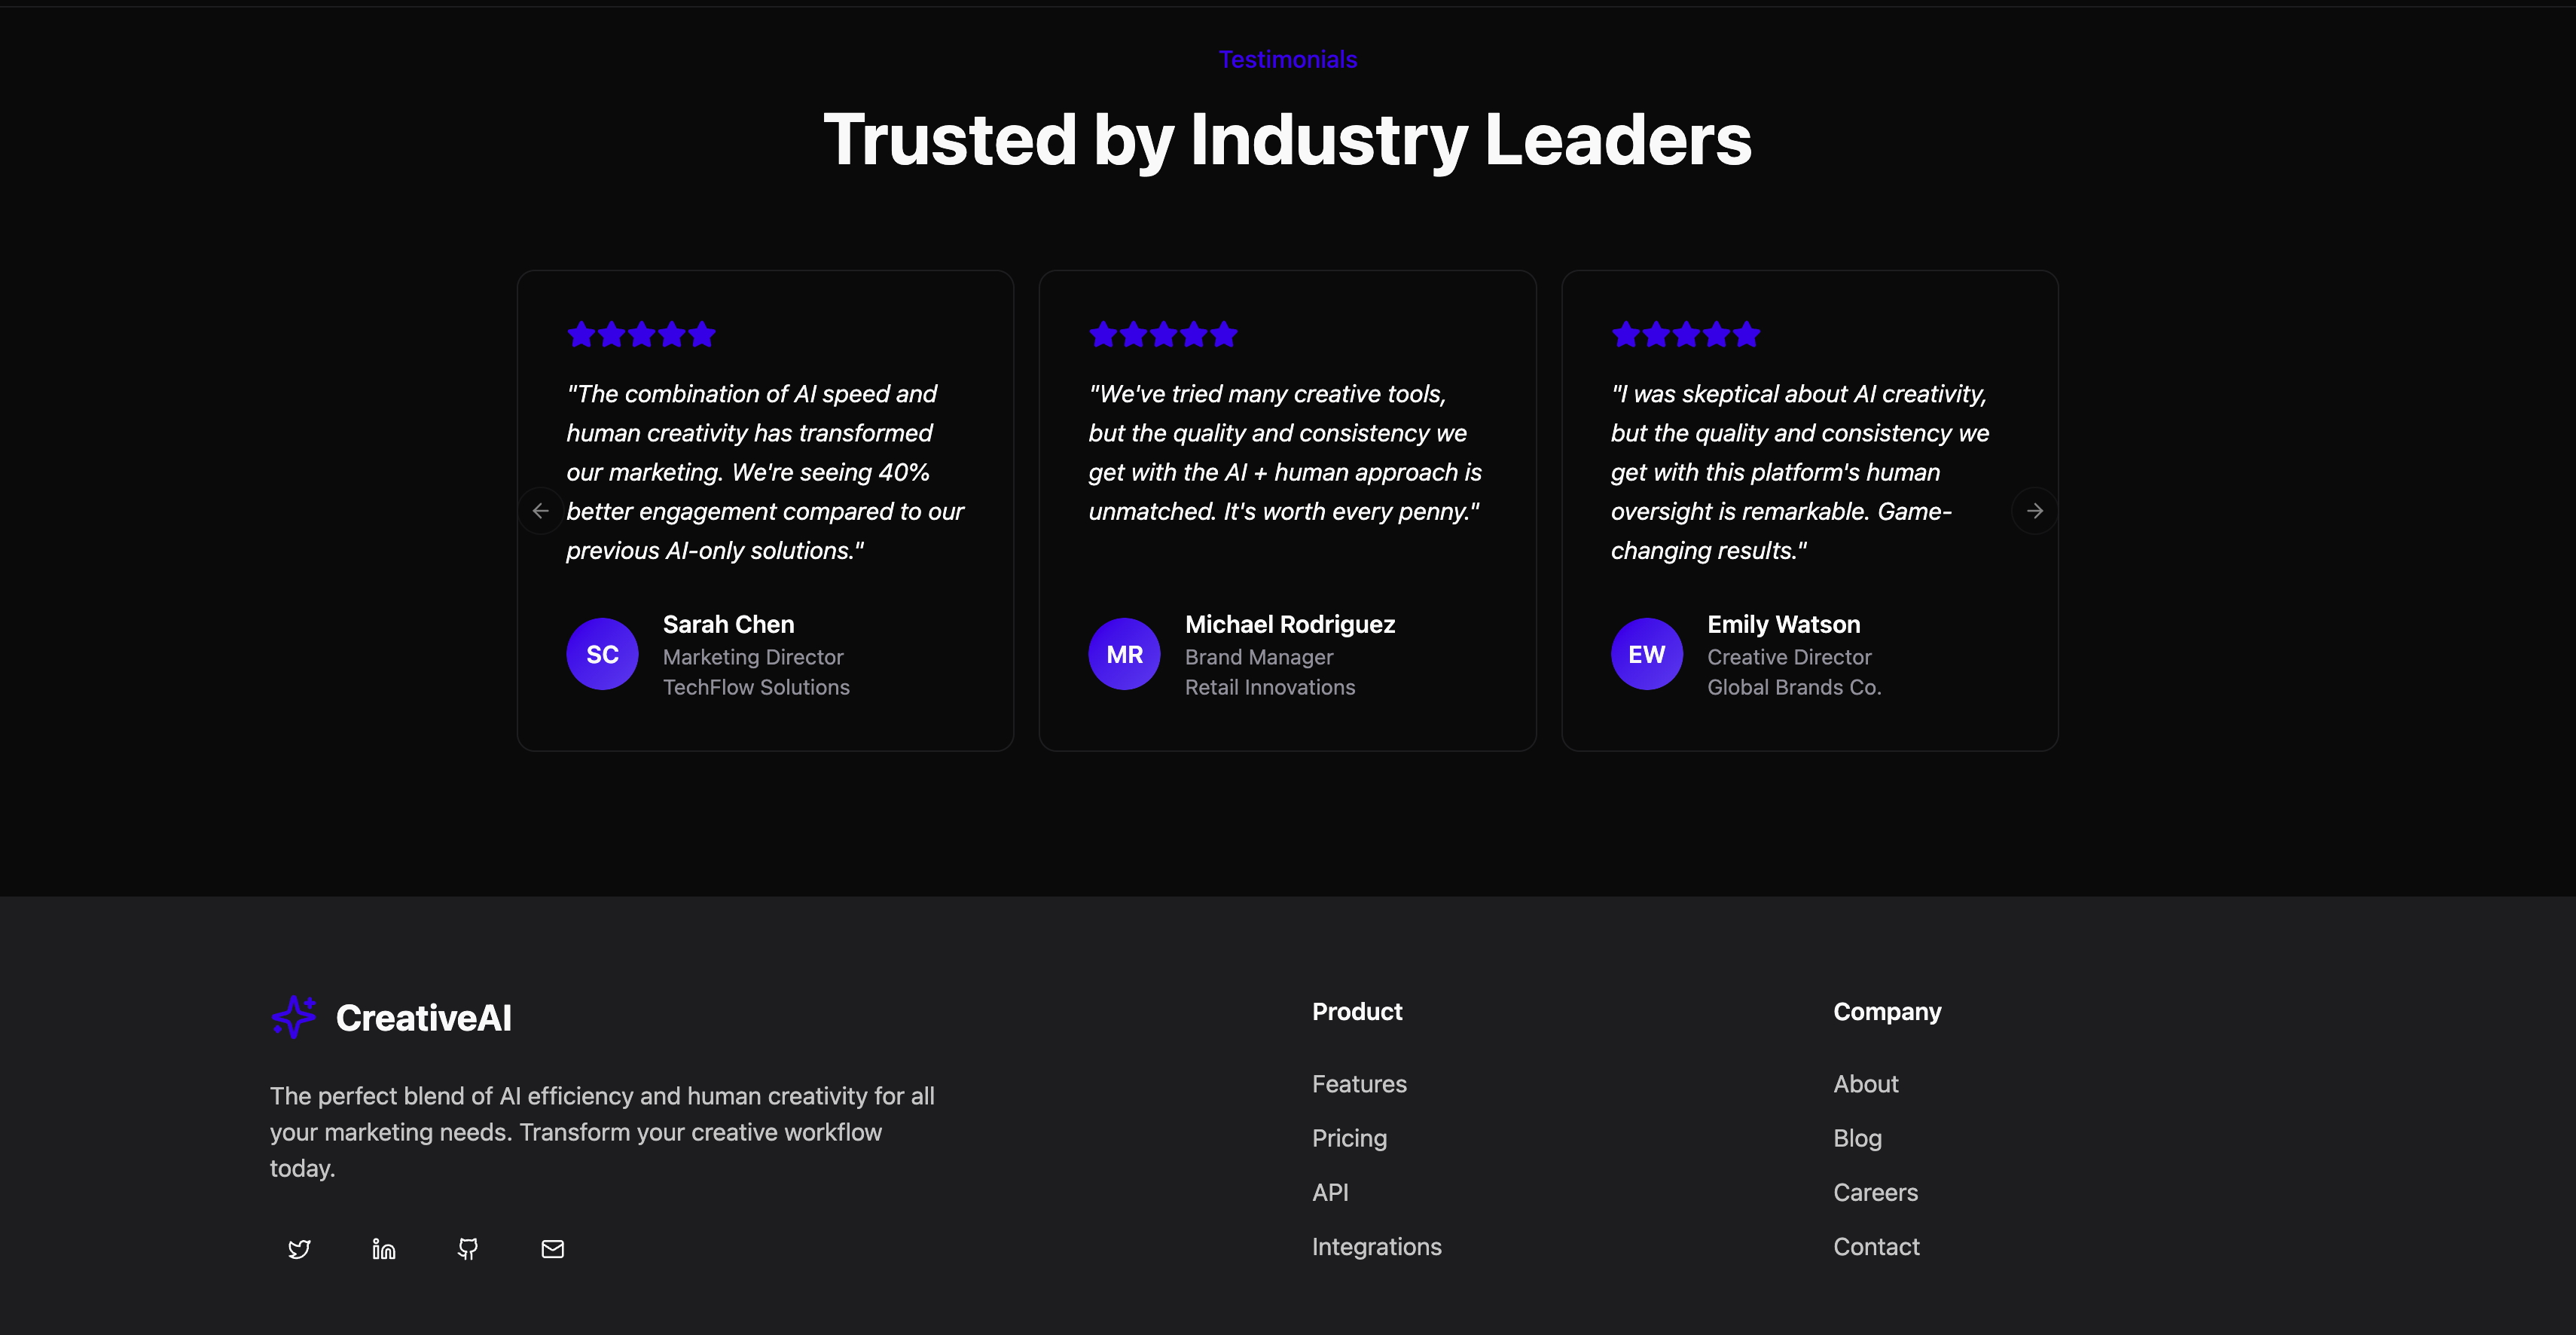 Testimonials
Trusted by Industry Leaders
"The combination of AI speed and
human creativity has transformed
our marketing. We're seeing 40%
better engagement compared to our
previous AI-only solutions."
SC
Sarah Chen
Marketing Director
TechFlow Solutions
"We've tried many creative tools,
but the quality and consistency we
get with the AI + human approach is
unmatched. It's worth every penny."
MR
Michael Rodriguez
Brand Manager
Retail Innovations
"I was skeptical about AI creativity,
but the quality and consistency we
get with this platform's human
oversight is remarkable. Game-
changing results."
EW
Emily Watson
Creative Director
Global Brands Co.
CreativeAI
The perfect blend of AI efficiency and human creativity for all
your marketing needs. Transform your creative workflow
today.
Product
Features
Pricing
API
Integrations
Company
About
Blog
Careers
Contact